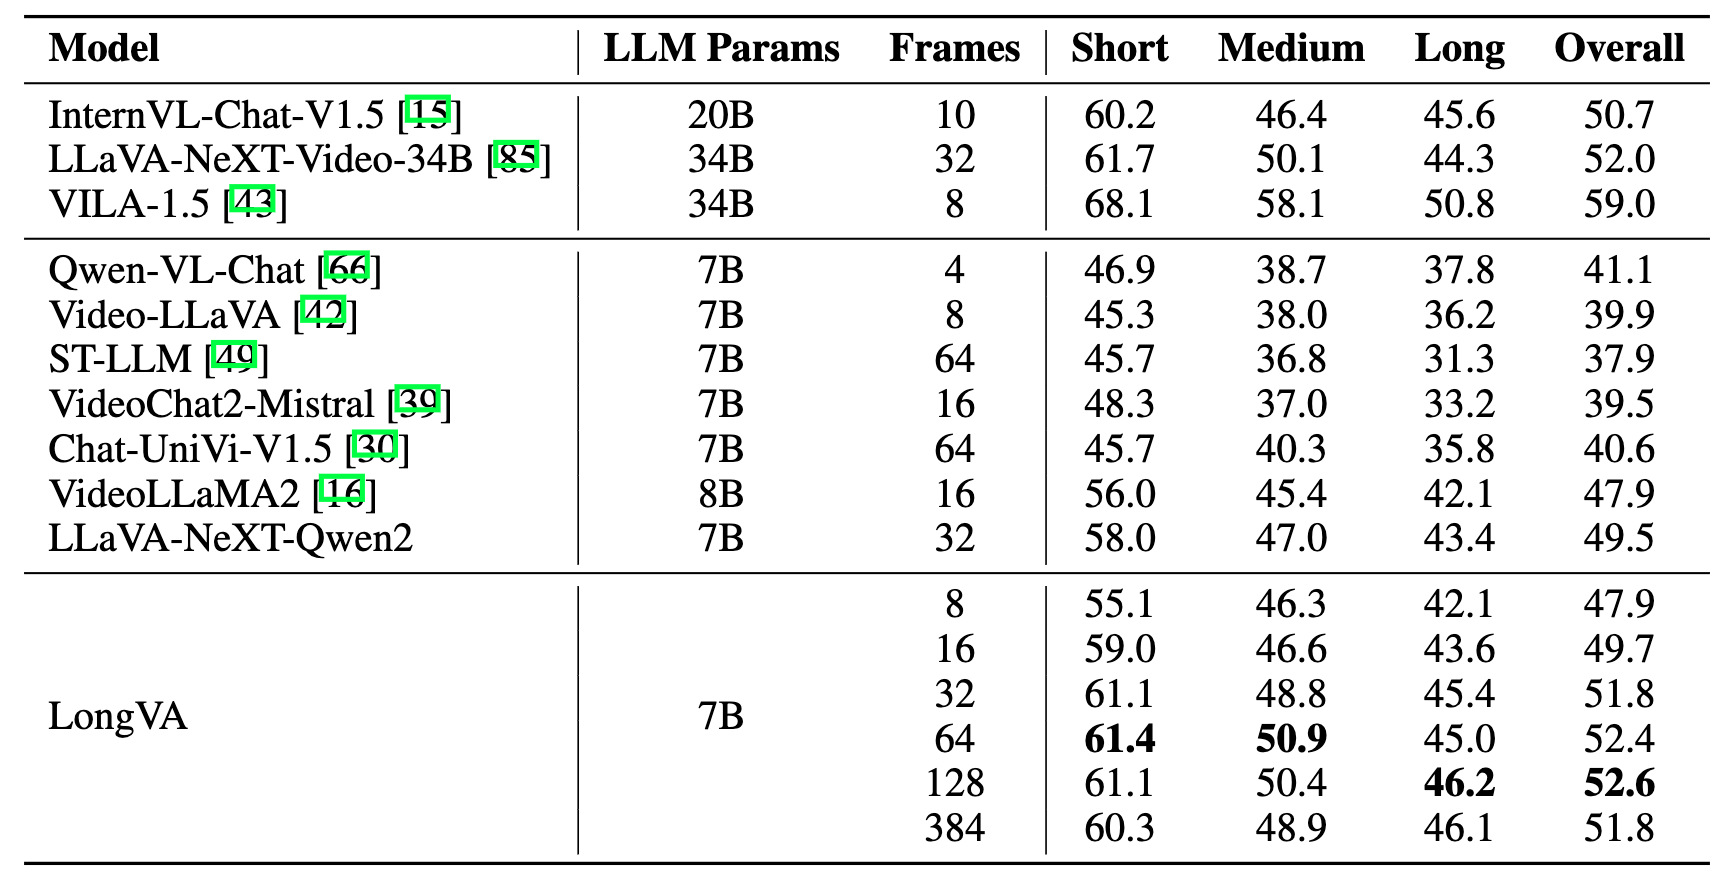 Model LLM Params Frames Short Medium Long Overall
InternVL-Chat-V1.5 [15] 20B 10 60.2 46.4 45.6 50.7
LLaVA-NeXT-Video-34B [85] 34B 32 61.7 50.1 44.3 52.0
VILA-1.5 [43] 34B 8 68.1 58.1 50.8 59.0
Qwen-VL-Chat [66] 7B 4 46.9 38.7 37.8 41.1
Video-LLaVA [42] 7B 8 45.3 38.0 36.2 39.9
ST-LLM [49] 7B 64 45.7 36.8 31.3 37.9
VideoChat2-Mistral [39] 7B 16 48.3 37.0 33.2 39.5
Chat-UniVi-V1.5 [30] 7B 64 45.7 40.3 35.8 40.6
VideoLLaMA2 [16] 8B 16 56.0 45.4 42.1 47.9
LLaVA-NeXT-Qwen2 7B 32 58.0 47.0 43.4 49.5
LongVA 7B
8 55.1 46.3 42.1 47.9
16 59.0 46.6 43.6 49.7
32 61.1 48.8 45.4 51.8
64 61.4 50.9 45.0 52.4
128 61.1 50.4 46.2 52.6
384 60.3 48.9 46.1 51.8